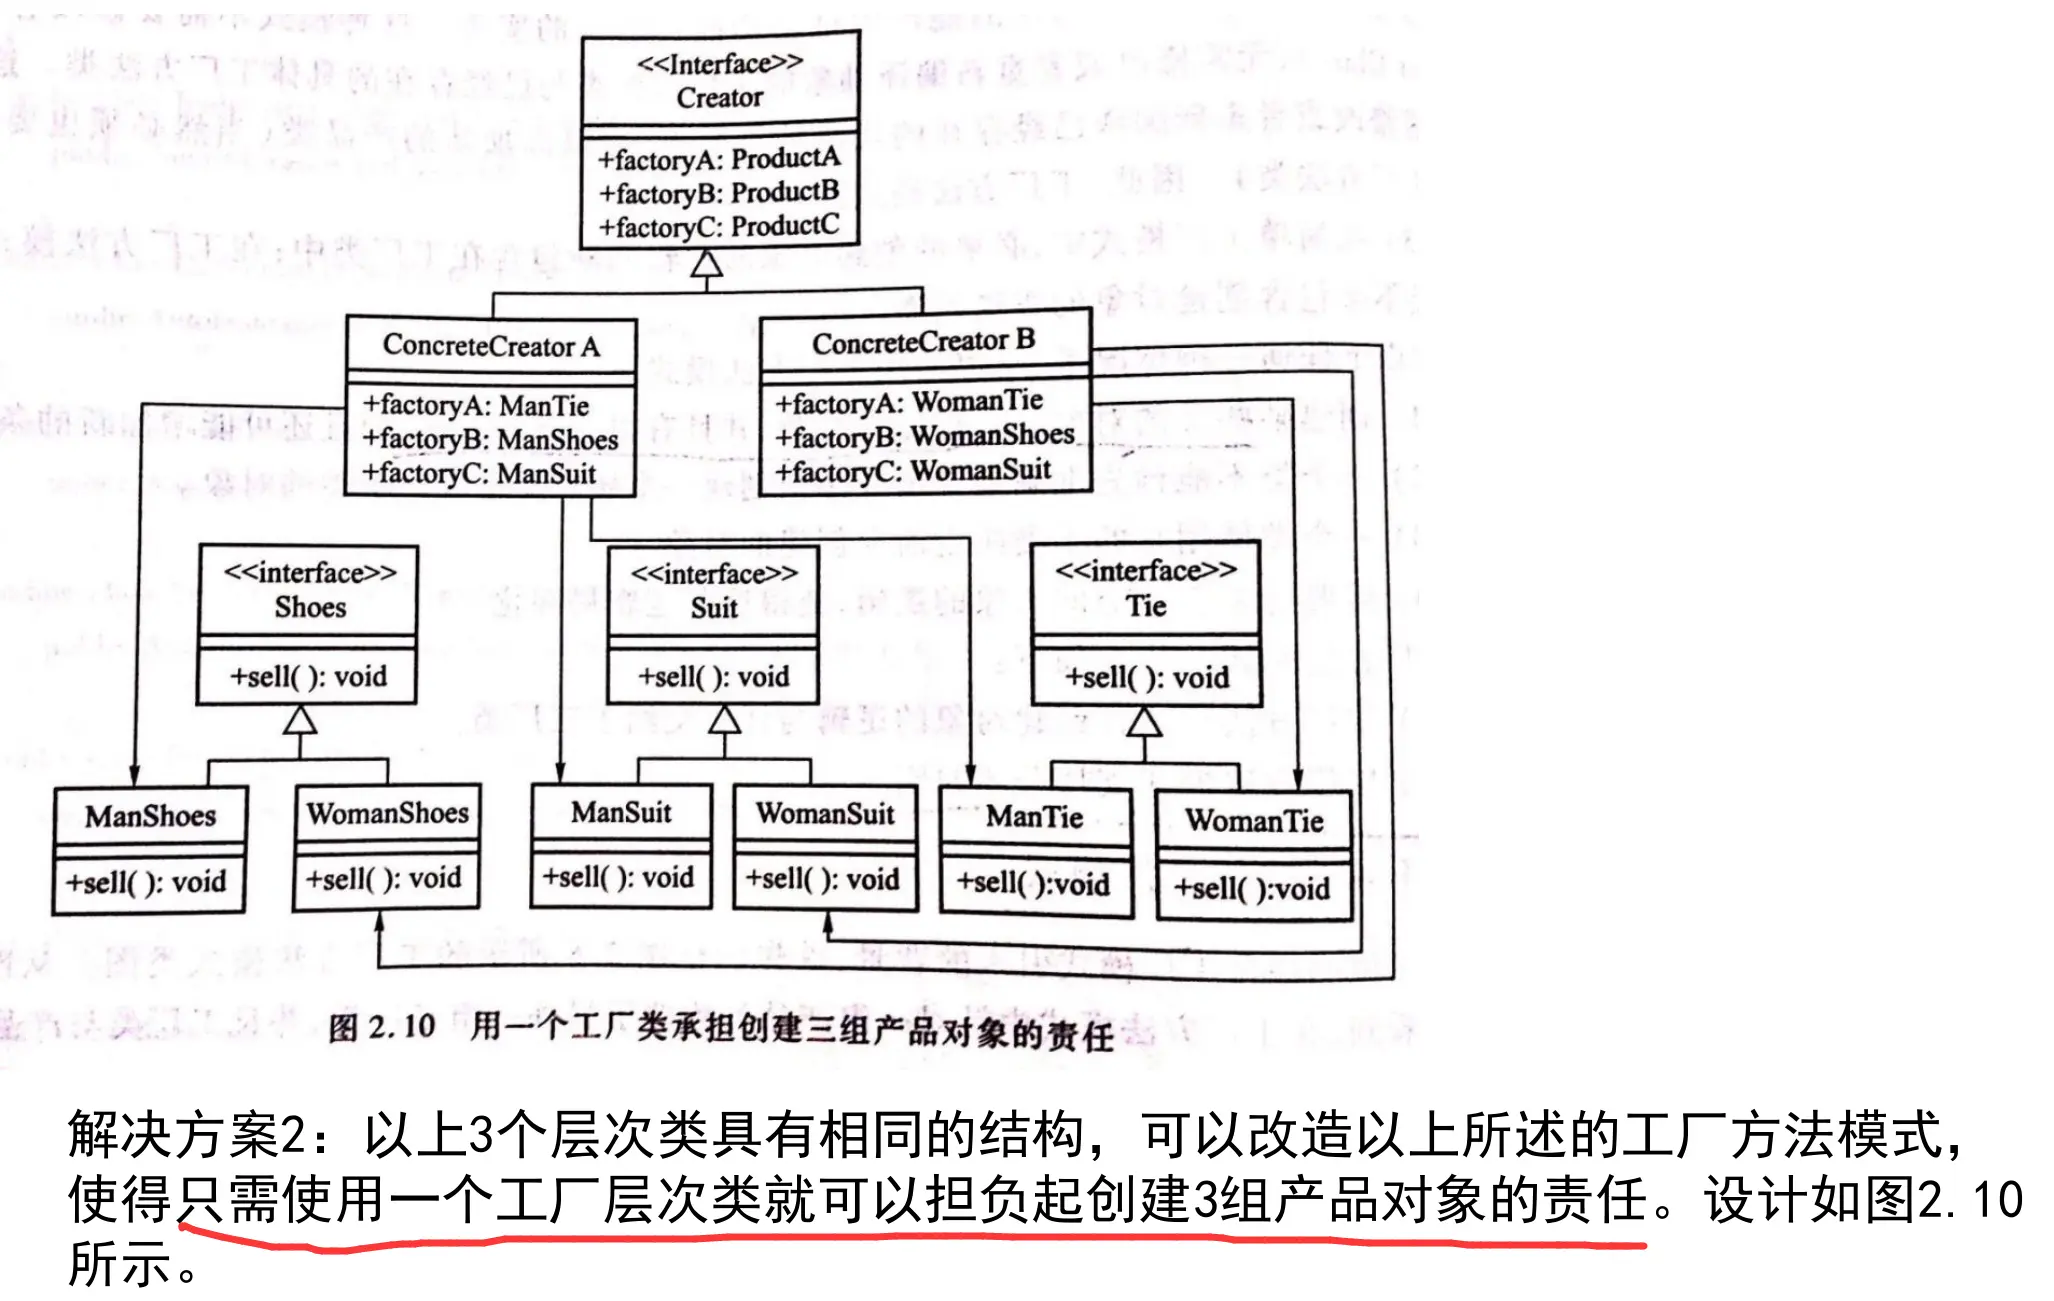 <<Interface>>
Creator
+factoryA: ProductA
+factoryB: ProductB
+factoryC: ProductC
ConcreteCreator A
+factoryA: ManTie
+factoryB: ManShoes
+factoryC: ManSuit
ConcreteCreator B
+factoryA: WomanTie
+factoryB: WomanShoes
+factoryC: WomanSuit
<<interface>>
Shoes
+sell( ): void
<<interface>>
Suit
+sell( ): void
<<interface>>
Tie
+sell( ): void
ManShoes
+sell( ): void
WomanShoes
+sell( ): void
ManSuit
+sell( ): void
WomanSuit
+sell( ): void
ManTie
+sell( ):void
WomanTie
+sell( ):void
图 2.10 用一个工厂类承担创建三组产品对象的责任
解决方案2：以上3个层次类具有相同的结构，可以改造以上所述的工厂方法模式，
使得只需使用一个工厂层次类就可以担负起创建3组产品对象的责任。设计如图2.10
所示。